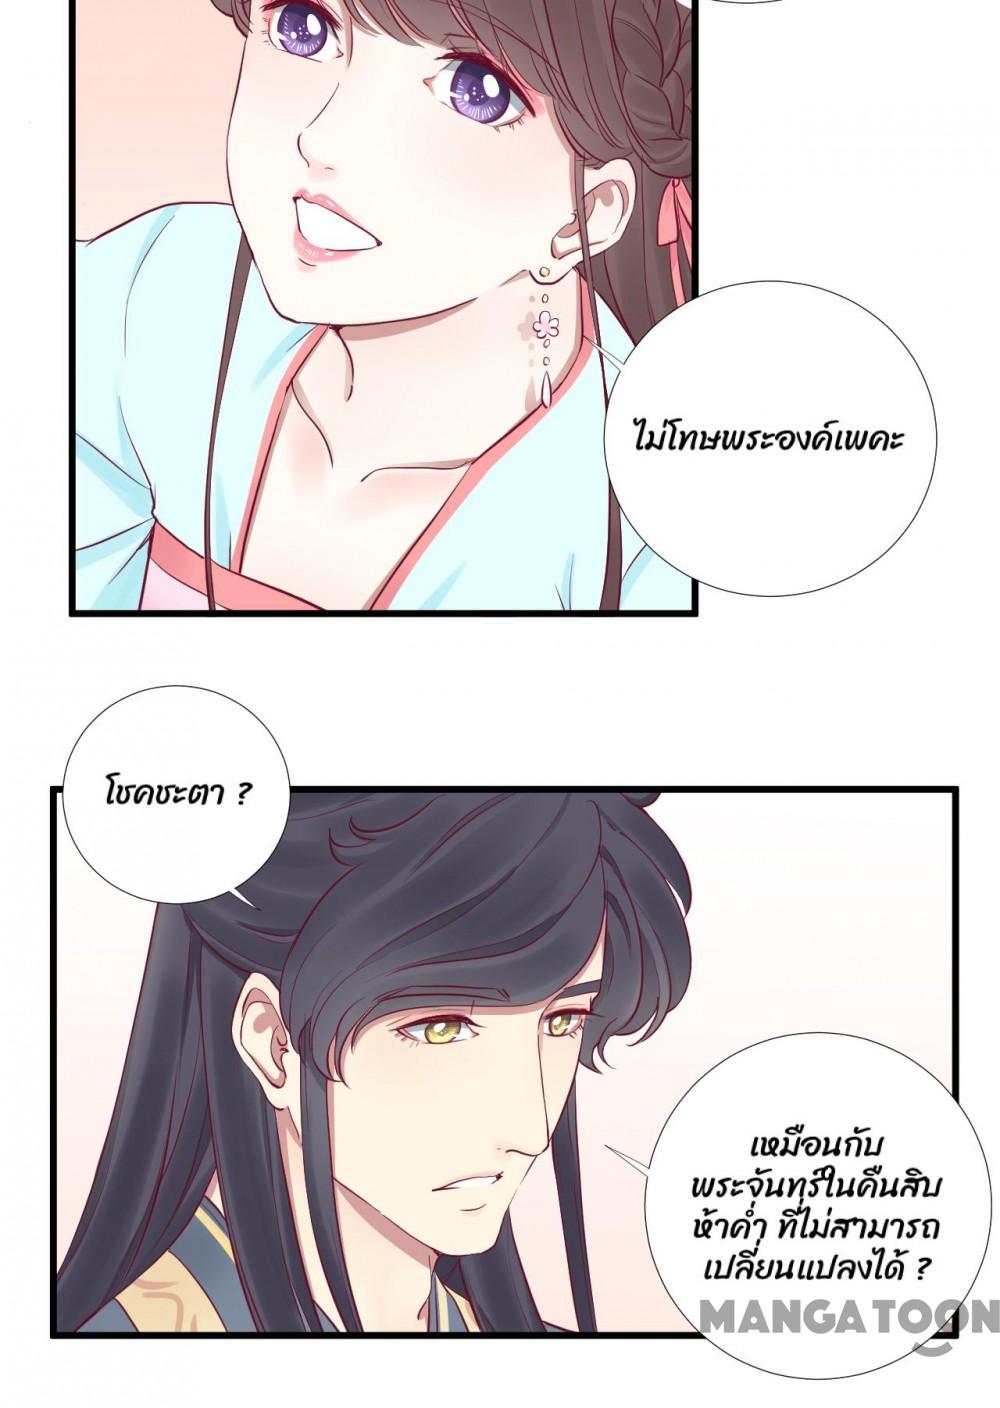 ไม่โทษพระองค์เพคะ
โชคชะตา ?
เหมือนกับ
พระจันทร์ในคืนสิบ
ห้าค่ำ ที่ไม่สามารถ
เปลี่ยนแปลงได้ ?
MANGATOON